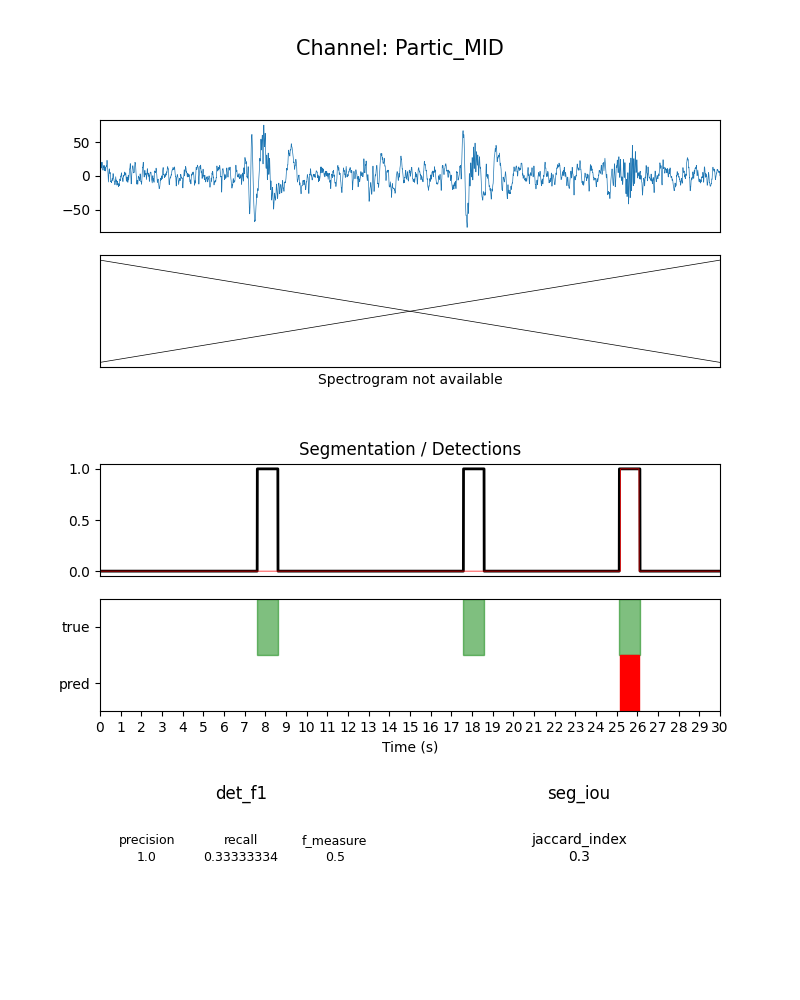 Channel: Partic_MID
50
0
−50
Spectrogram not available
Segmentation / Detections
1.0
0.5
0.0
true
pred
0 1 2 3 4 5 6 7 8 9 10 11 12 13 14 15 16 17 18 19 20 21 22 23 24 25 26 27 28 29 30
Time (s)
det_f1 seg_iou
precision recall f_measure jaccard_index
1.0 0.33333334 0.5 0.3